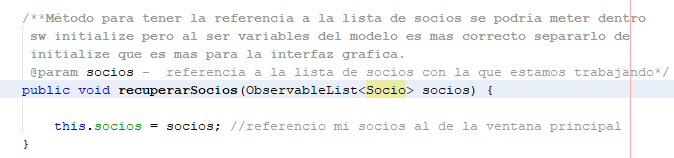 /**Método para tener la referencia a la lista de socios se podría meter dentro
sw initialize pero al ser variables del modelo es mas correcto separarlo de
initialize que es mas para la interfaz grafica.
@param socios -  referencia a la lista de socios con la que estamos trabajando*/
public void recuperarSocios(ObservableList<Socio> socios) {
this.socios = socios; //referencio mi socios al de la ventana principal
}